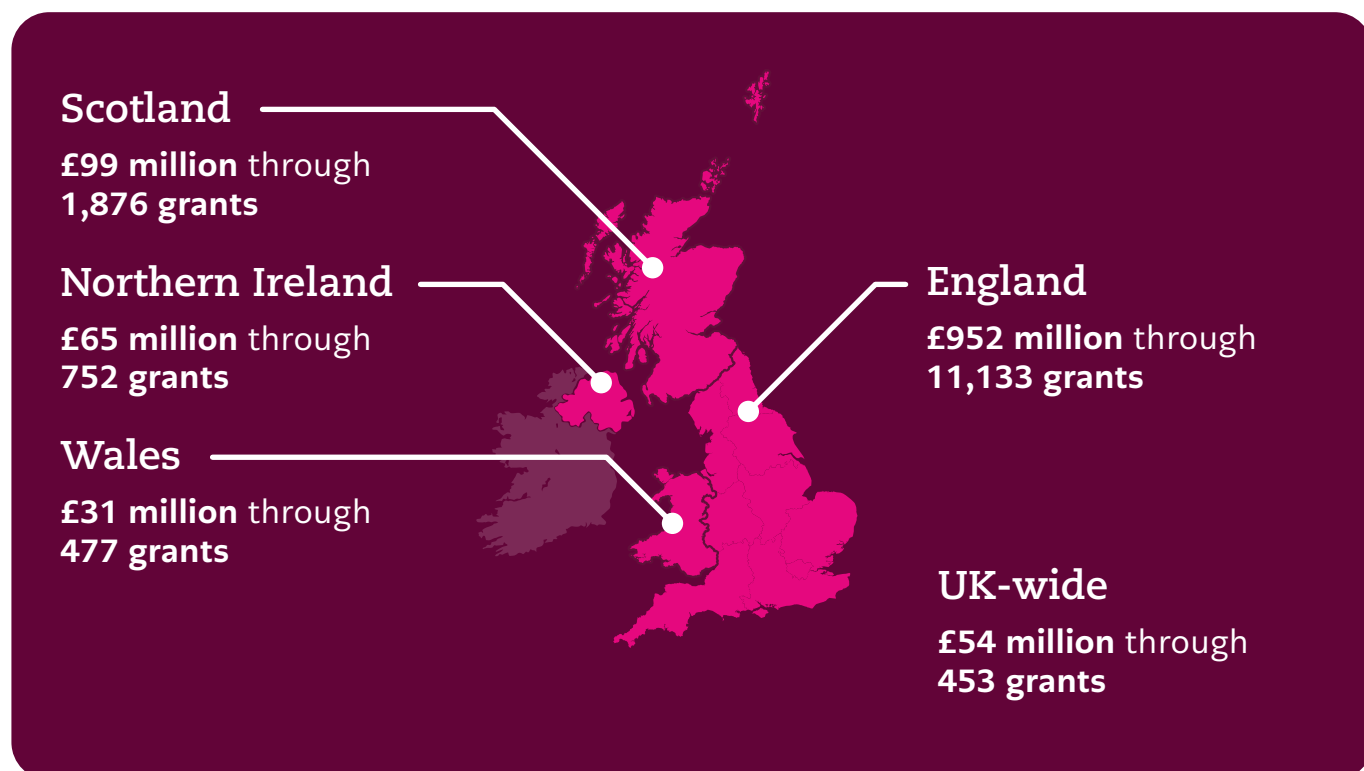 Scotland
£99 million through
1,876 grants
Northern Ireland
£65 million through
752 grants
Wales
£31 million through
477 grants
England
£952 million through
11,133 grants
UK-wide
£54 million through
453 grants